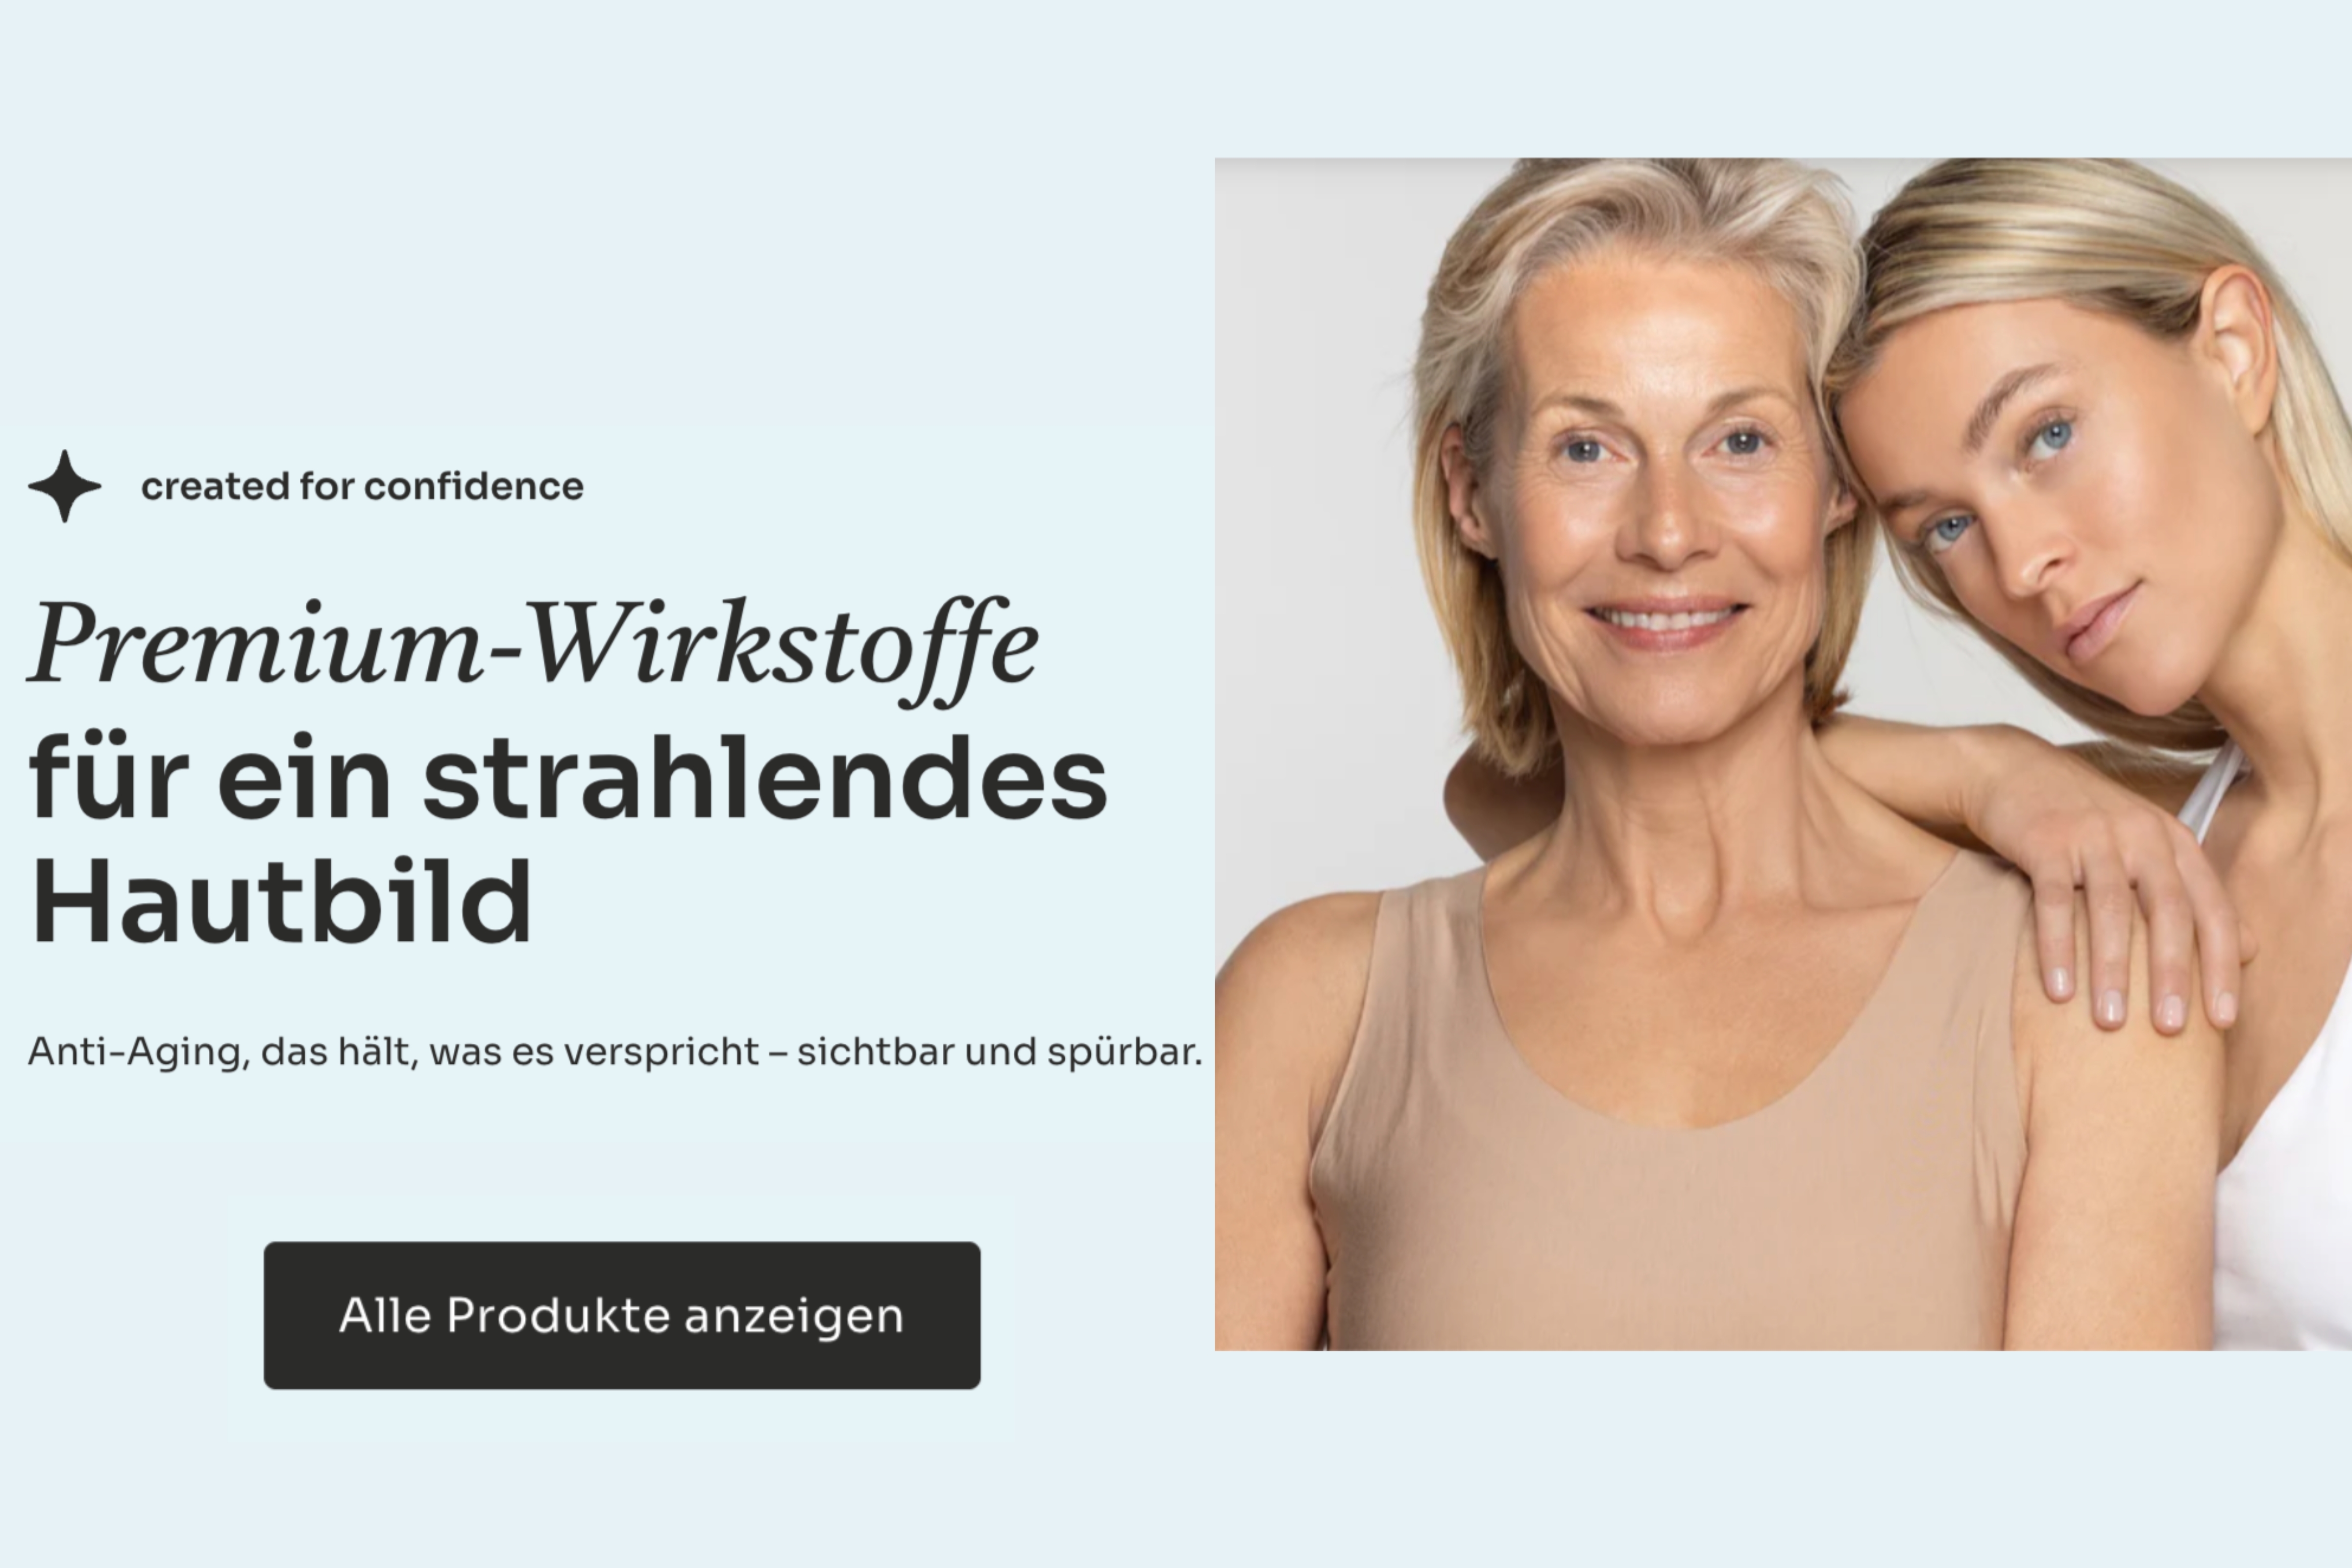 created for confidence
Premium-Wirkstoffe
für ein strahlendes
Hautbild
Anti-Aging, das hält, was es verspricht – sichtbar und spürbar.
Alle Produkte anzeigen